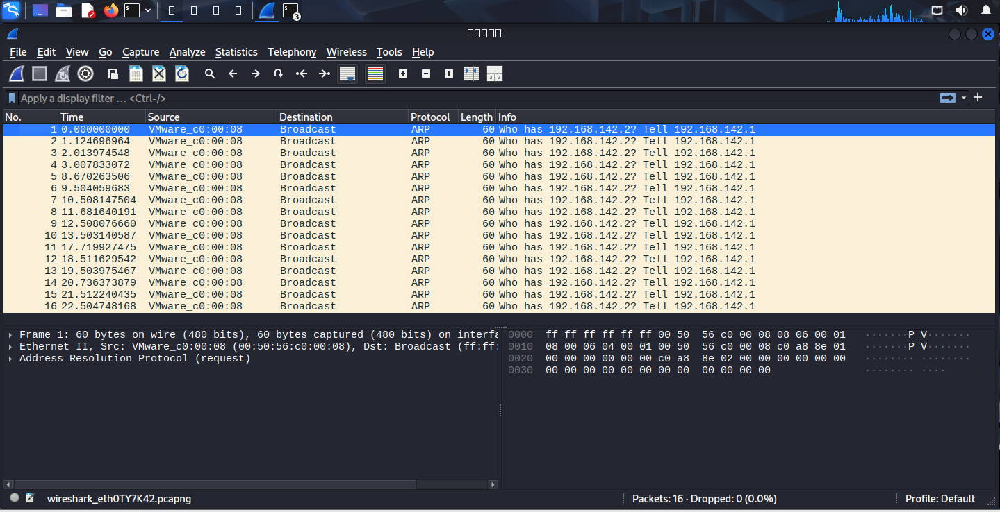 3
File Edit View Go Capture Analyze Statistics Telephony Wireless Tools Help
Apply a display filter … <Ctrl-/>
No. Time Source Destination Protocol Length Info
1 0.000000000 VMware_c0:00:08 Broadcast ARP 60 Who has 192.168.142.2? Tell 192.168.142.1
2 1.124696964 VMware_c0:00:08 Broadcast ARP 60 Who has 192.168.142.2? Tell 192.168.142.1
3 2.013974548 VMware_c0:00:08 Broadcast ARP 60 Who has 192.168.142.2? Tell 192.168.142.1
4 3.007833072 VMware_c0:00:08 Broadcast ARP 60 Who has 192.168.142.2? Tell 192.168.142.1
5 8.670263506 VMware_c0:00:08 Broadcast ARP 60 Who has 192.168.142.2? Tell 192.168.142.1
6 9.504059683 VMware_c0:00:08 Broadcast ARP 60 Who has 192.168.142.2? Tell 192.168.142.1
7 10.508147504 VMware_c0:00:08 Broadcast ARP 60 Who has 192.168.142.2? Tell 192.168.142.1
8 11.681640191 VMware_c0:00:08 Broadcast ARP 60 Who has 192.168.142.2? Tell 192.168.142.1
9 12.508076660 VMware_c0:00:08 Broadcast ARP 60 Who has 192.168.142.2? Tell 192.168.142.1
10 13.503140587 VMware_c0:00:08 Broadcast ARP 60 Who has 192.168.142.2? Tell 192.168.142.1
11 17.719927475 VMware_c0:00:08 Broadcast ARP 60 Who has 192.168.142.2? Tell 192.168.142.1
12 18.511629542 VMware_c0:00:08 Broadcast ARP 60 Who has 192.168.142.2? Tell 192.168.142.1
13 19.503975467 VMware_c0:00:08 Broadcast ARP 60 Who has 192.168.142.2? Tell 192.168.142.1
14 20.736373879 VMware_c0:00:08 Broadcast ARP 60 Who has 192.168.142.2? Tell 192.168.142.1
15 21.512240435 VMware_c0:00:08 Broadcast ARP 60 Who has 192.168.142.2? Tell 192.168.142.1
16 22.504748168 VMware_c0:00:08 Broadcast ARP 60 Who has 192.168.142.2? Tell 192.168.142.1
Frame 1: 60 bytes on wire (480 bits), 60 bytes captured (480 bits) on interfa
Ethernet II, Src: VMware_c0:00:08 (00:50:56:c0:00:08), Dst: Broadcast (ff:ff:
Address Resolution Protocol (request)
0000 ff ff ff ff ff ff 00 50 56 c0 00 08 08 06 00 01 ·······P V·······
0010 08 00 06 04 00 01 00 50 56 c0 00 08 c0 a8 8e 01 ·······P V·······
0020 00 00 00 00 00 00 c0 a8 8e 02 00 00 00 00 00 00 ········ ········
0030 00 00 00 00 00 00 00 00 00 00 00 00 ········ ····
wireshark_eth0TY7K42.pcapng
Packets: 16 · Dropped: 0 (0.0%)
Profile: Default